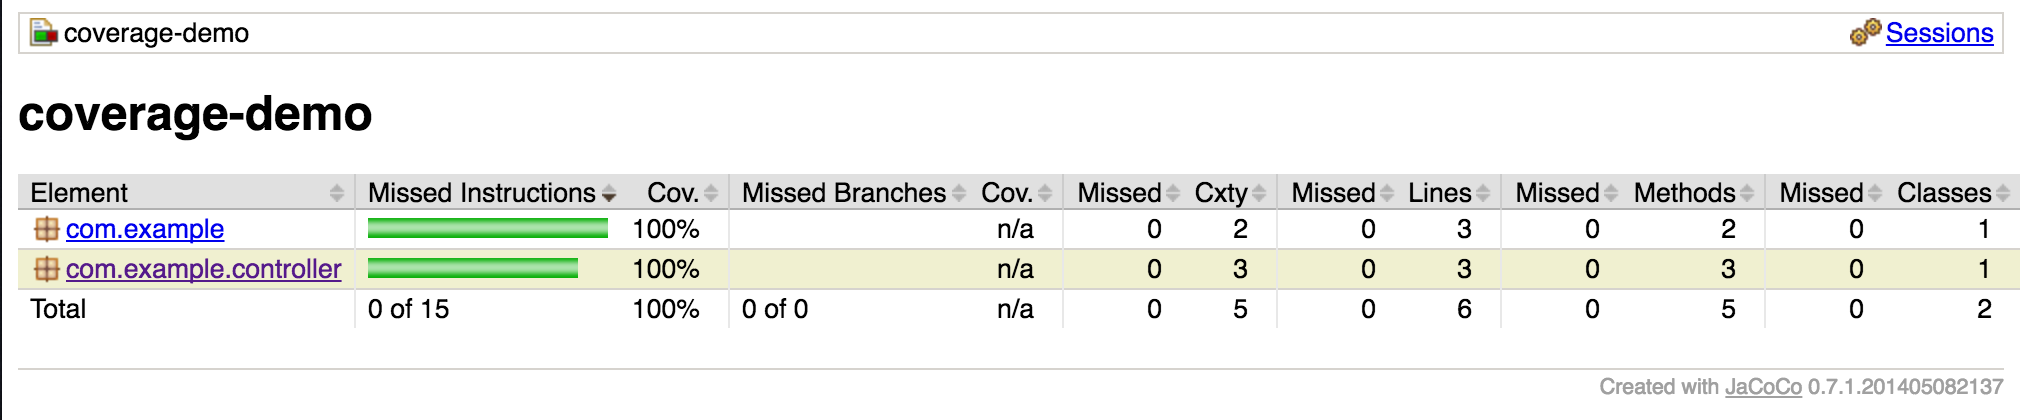 coverage-demo Sessions
coverage-demo
Element Missed Instructions Cov. Missed Branches Cov. Missed Cxty Missed Lines Missed Methods Missed Classes
com.example 100% n/a 0 2 0 3 0 2 0 1
com.example.controller 100% n/a 0 3 0 3 0 3 0 1
Total 0 of 15 100% 0 of 0 n/a 0 5 0 6 0 5 0 2
Created with JaCoCo 0.7.1.201405082137